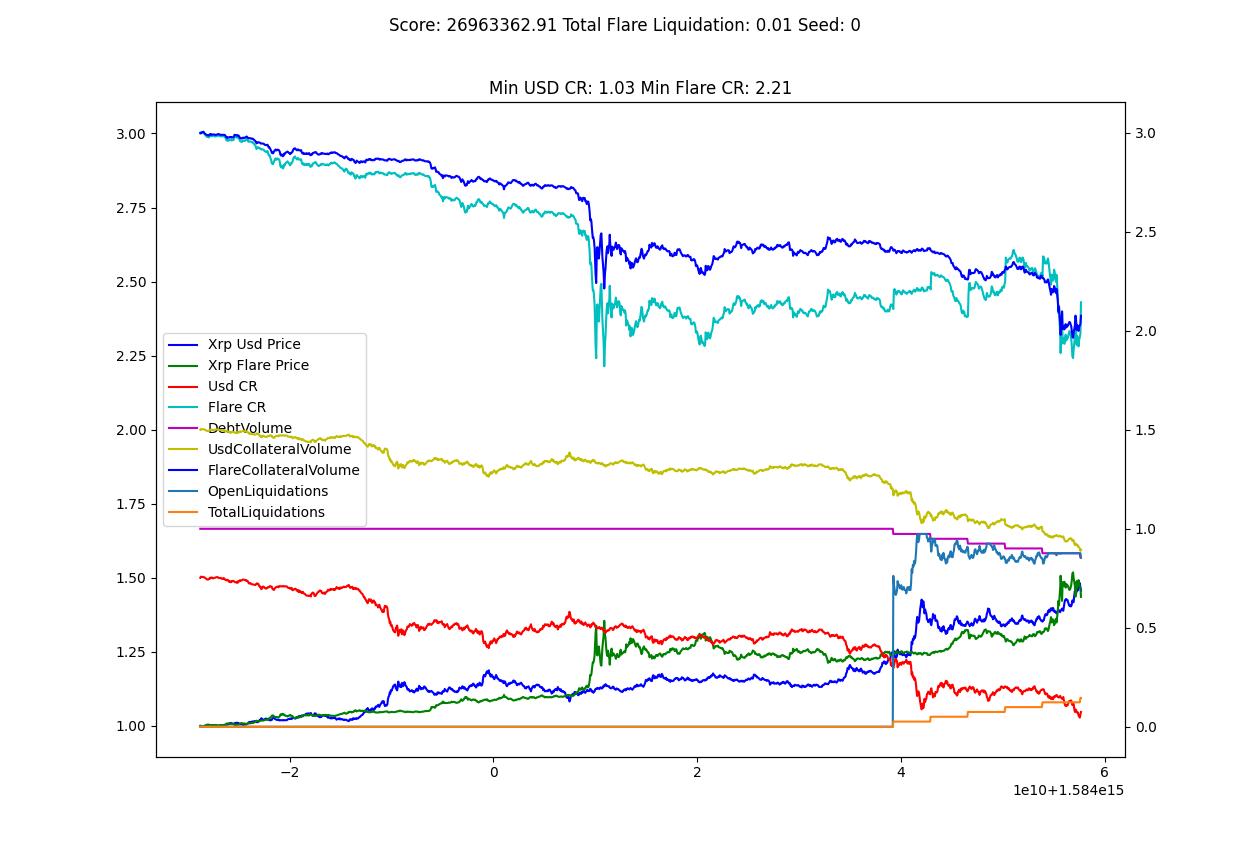 Score: 26963362.91 Total Flare Liquidation: 0.01 Seed: 0
Min USD CR: 1.03 Min Flare CR: 2.21
3.00
2.75
2.50
2.25
2.00
1.75
1.50
1.25
1.00
Xrp Usd Price
Xrp Flare Price
Usd CR
Flare CR
DebtVolume
UsdCollateralVolume
FlareCollateralVolume
OpenLiquidations
TotalLiquidations
3.0
2.5
2.0
1.5
1.0
0.5
0.0
−2 0 2 4 6
1e10+1.584e15